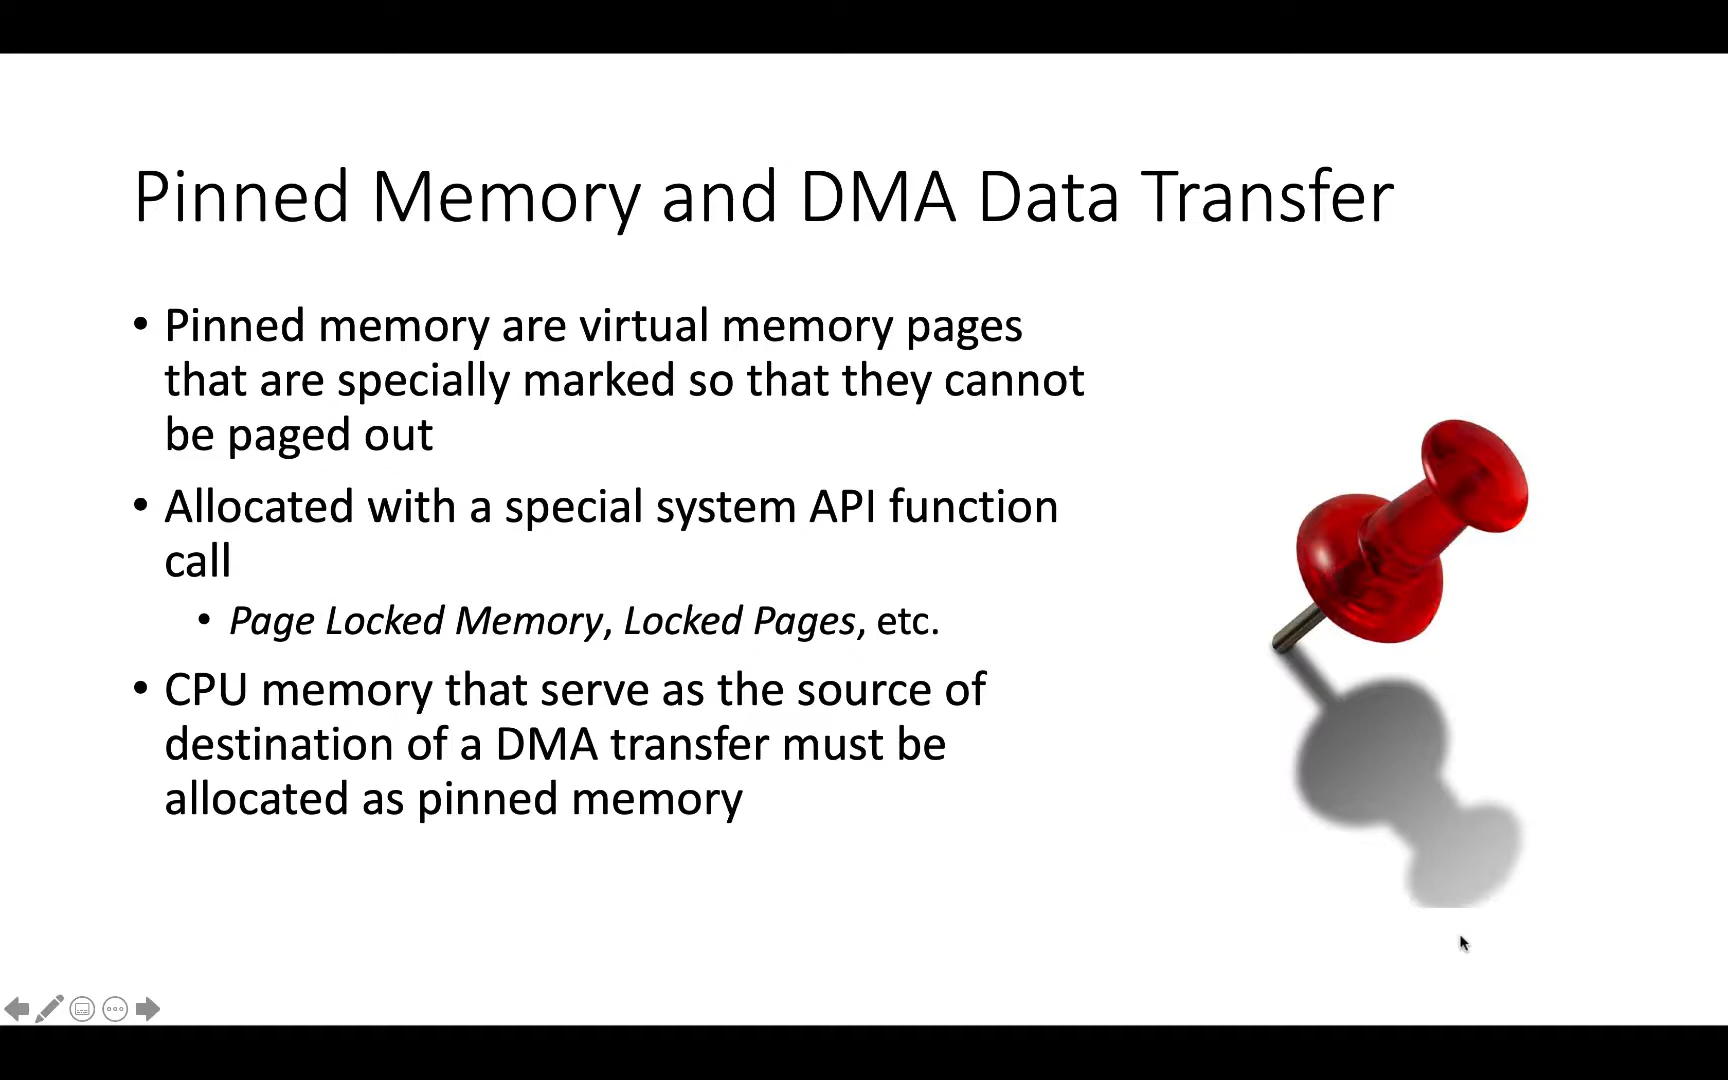 Pinned Memory and DMA Data Transfer
• Pinned memory are virtual memory pages
that are specially marked so that they cannot
be paged out
• Allocated with a special system API function
call
• Page Locked Memory, Locked Pages, etc.
• CPU memory that serve as the source of
destination of a DMA transfer must be
allocated as pinned memory